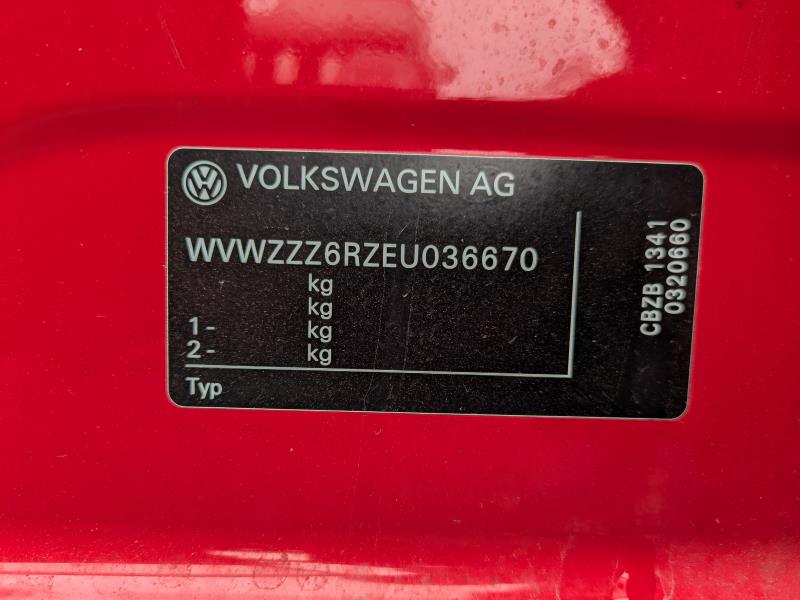 VOLKSWAGEN AG
WVWZZZ6RZEU036670
kg
kg
1- kg
2- kg
Typ
CBZB 1341
0320660